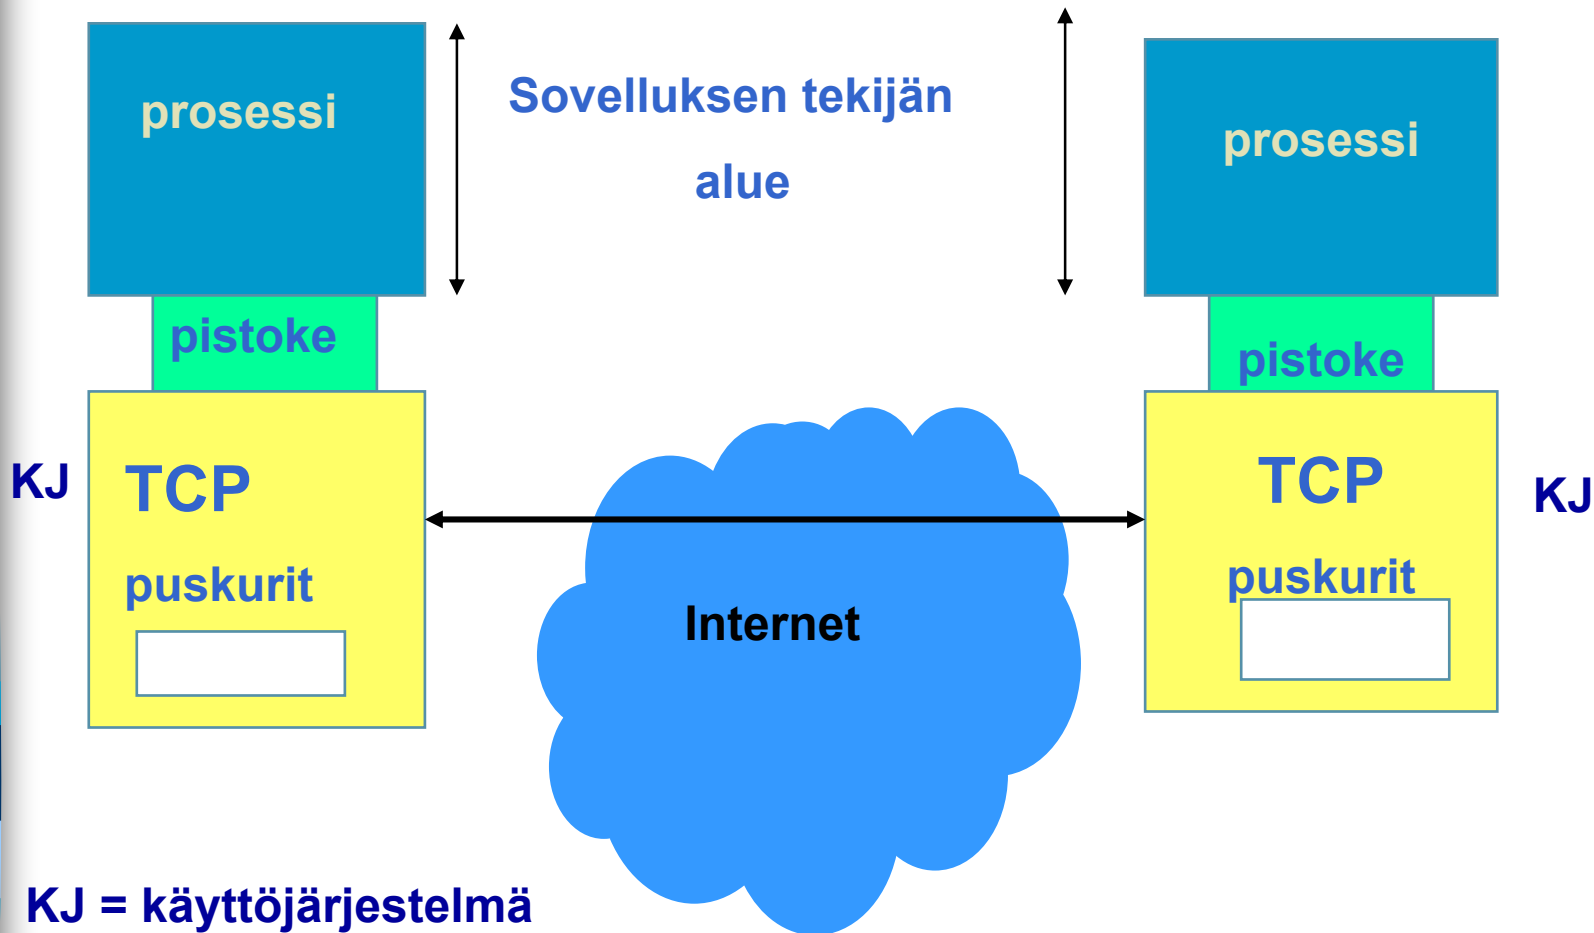 prosessi
Sovelluksen tekijän
alue
prosessi
pistoke
pistoke
KJ
TCP
puskurit
Internet
TCP
puskurit
KJ
KJ = käyttöjärjestelmä